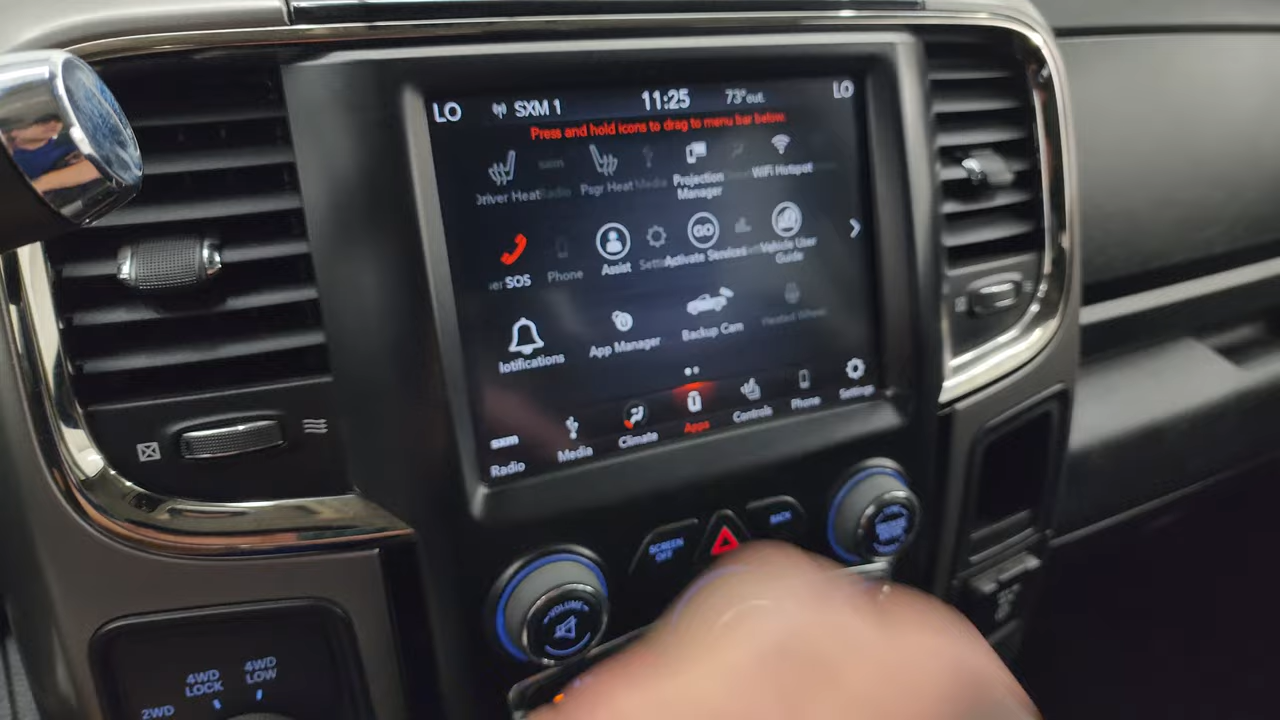 LO SXM 1 11:25 73° out. LO
Press and hold icons to drag to menu bar below.
Driver Heat Radio Psgr Heat Media Projection Manager WiFi Hotspot
SOS Phone Assist Activate Services Vehicle User Guide
lotifications App Manager Backup Cam Heated Wheel
sxm
Radio Media Climate Apps Controls Phone Settings
SCREEN OFF
BACK
VOLUME
4WD LOCK
4WD LOW
2WD